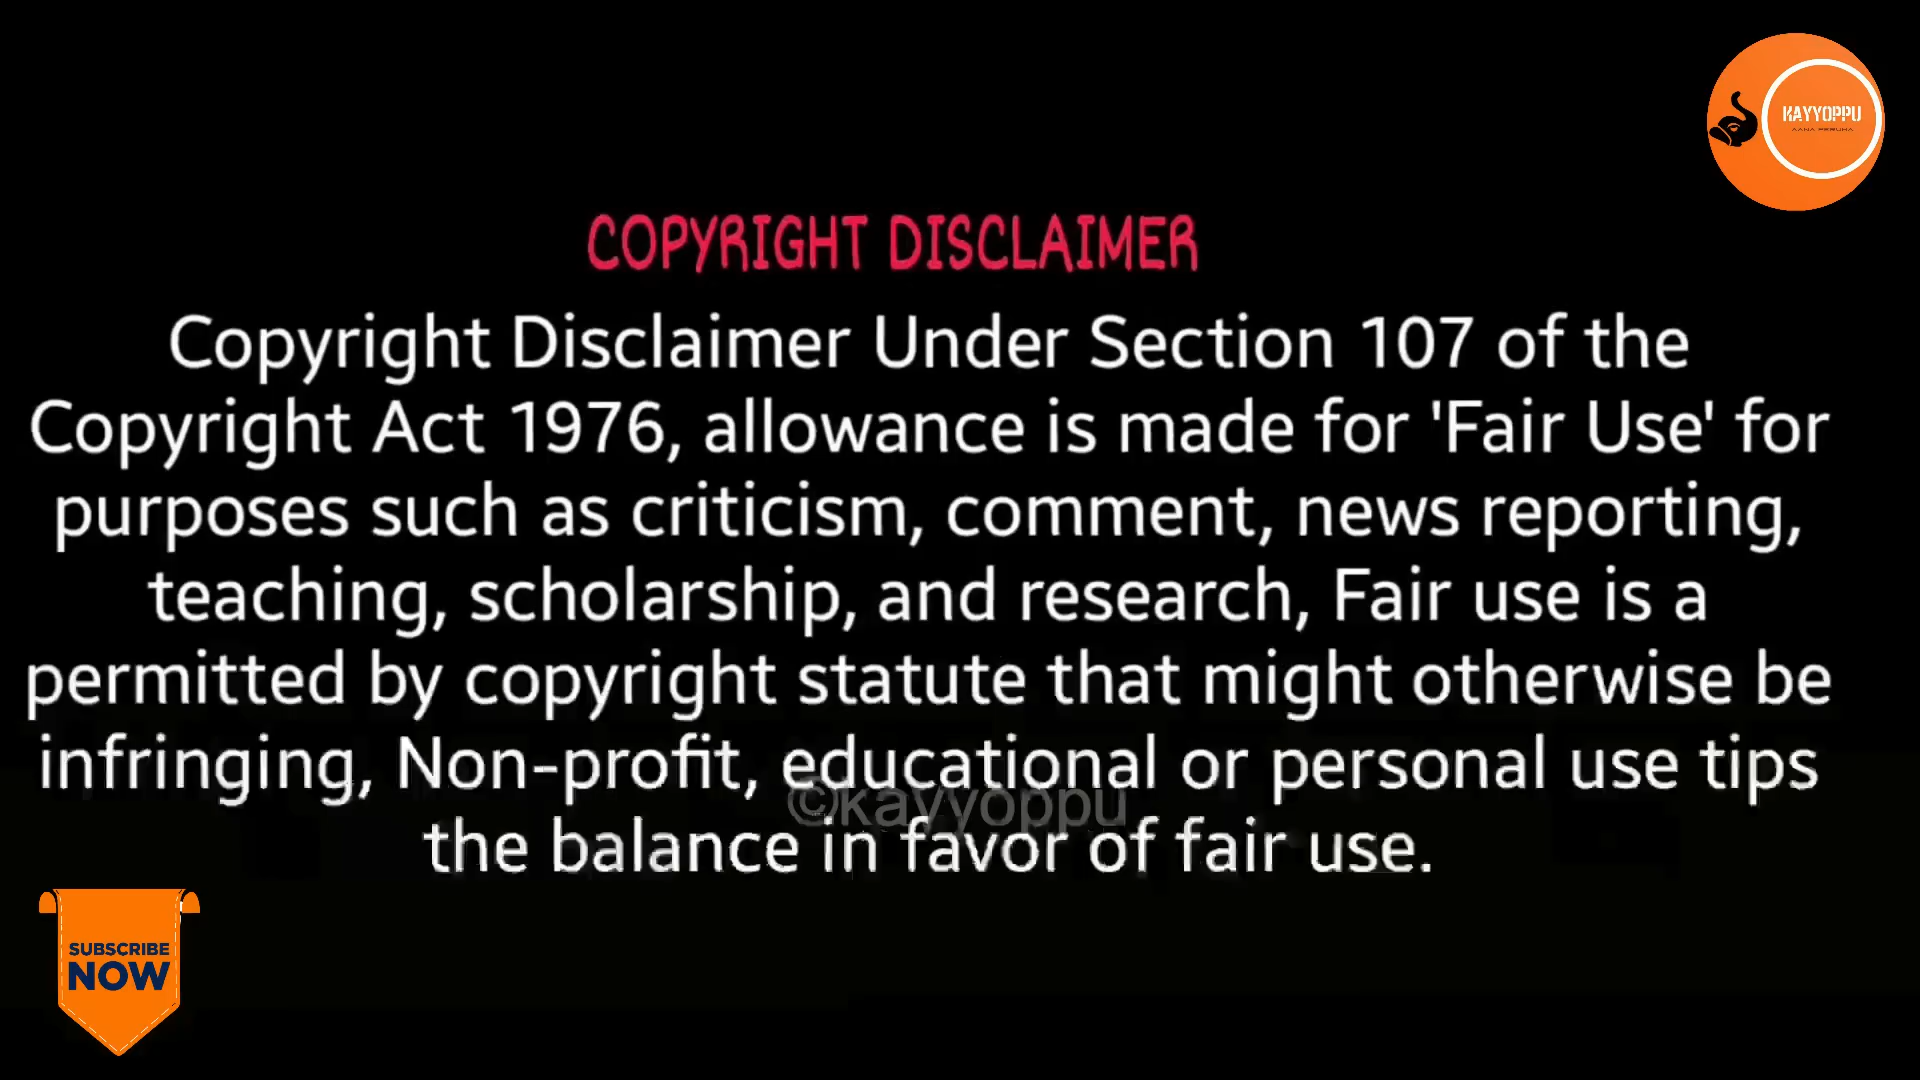 KAYYOPPU
AANA PERUMA
COPYRIGHT DISCLAIMER
Copyright Disclaimer Under Section 107 of the
Copyright Act 1976, allowance is made for 'Fair Use' for
purposes such as criticism, comment, news reporting,
teaching, scholarship, and research, Fair use is a
permitted by copyright statute that might otherwise be
infringing, Non-profit, educational or personal use tips
©kayyoppu
the balance in favor of fair use.
SUBSCRIBE
NOW